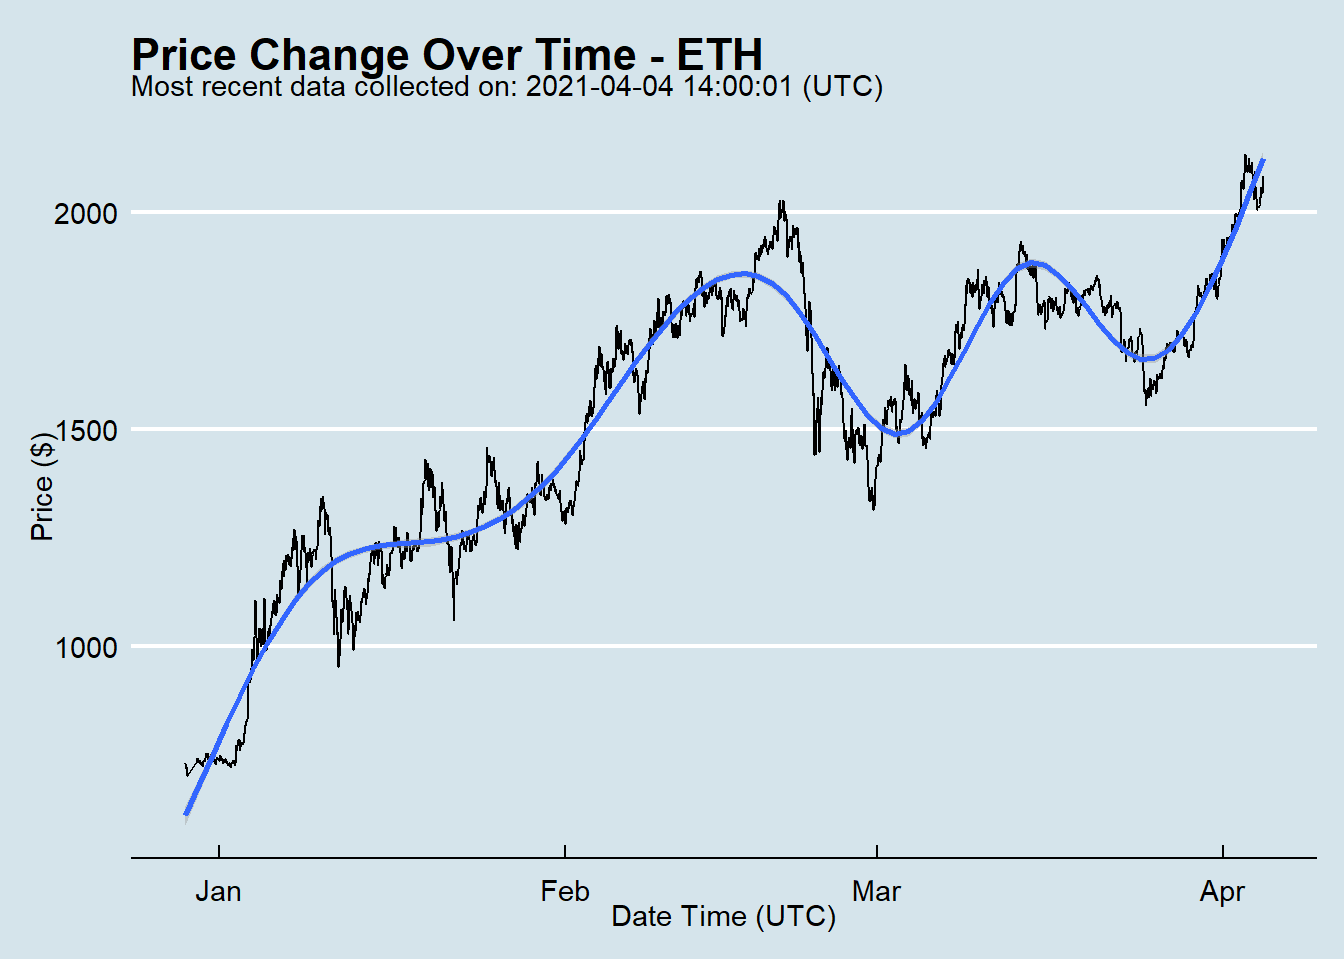 Price Change Over Time - ETH
Most recent data collected on: 2021-04-04 14:00:01 (UTC)
2000
1500
1000
Price ($)
Jan Feb Mar Apr
Date Time (UTC)